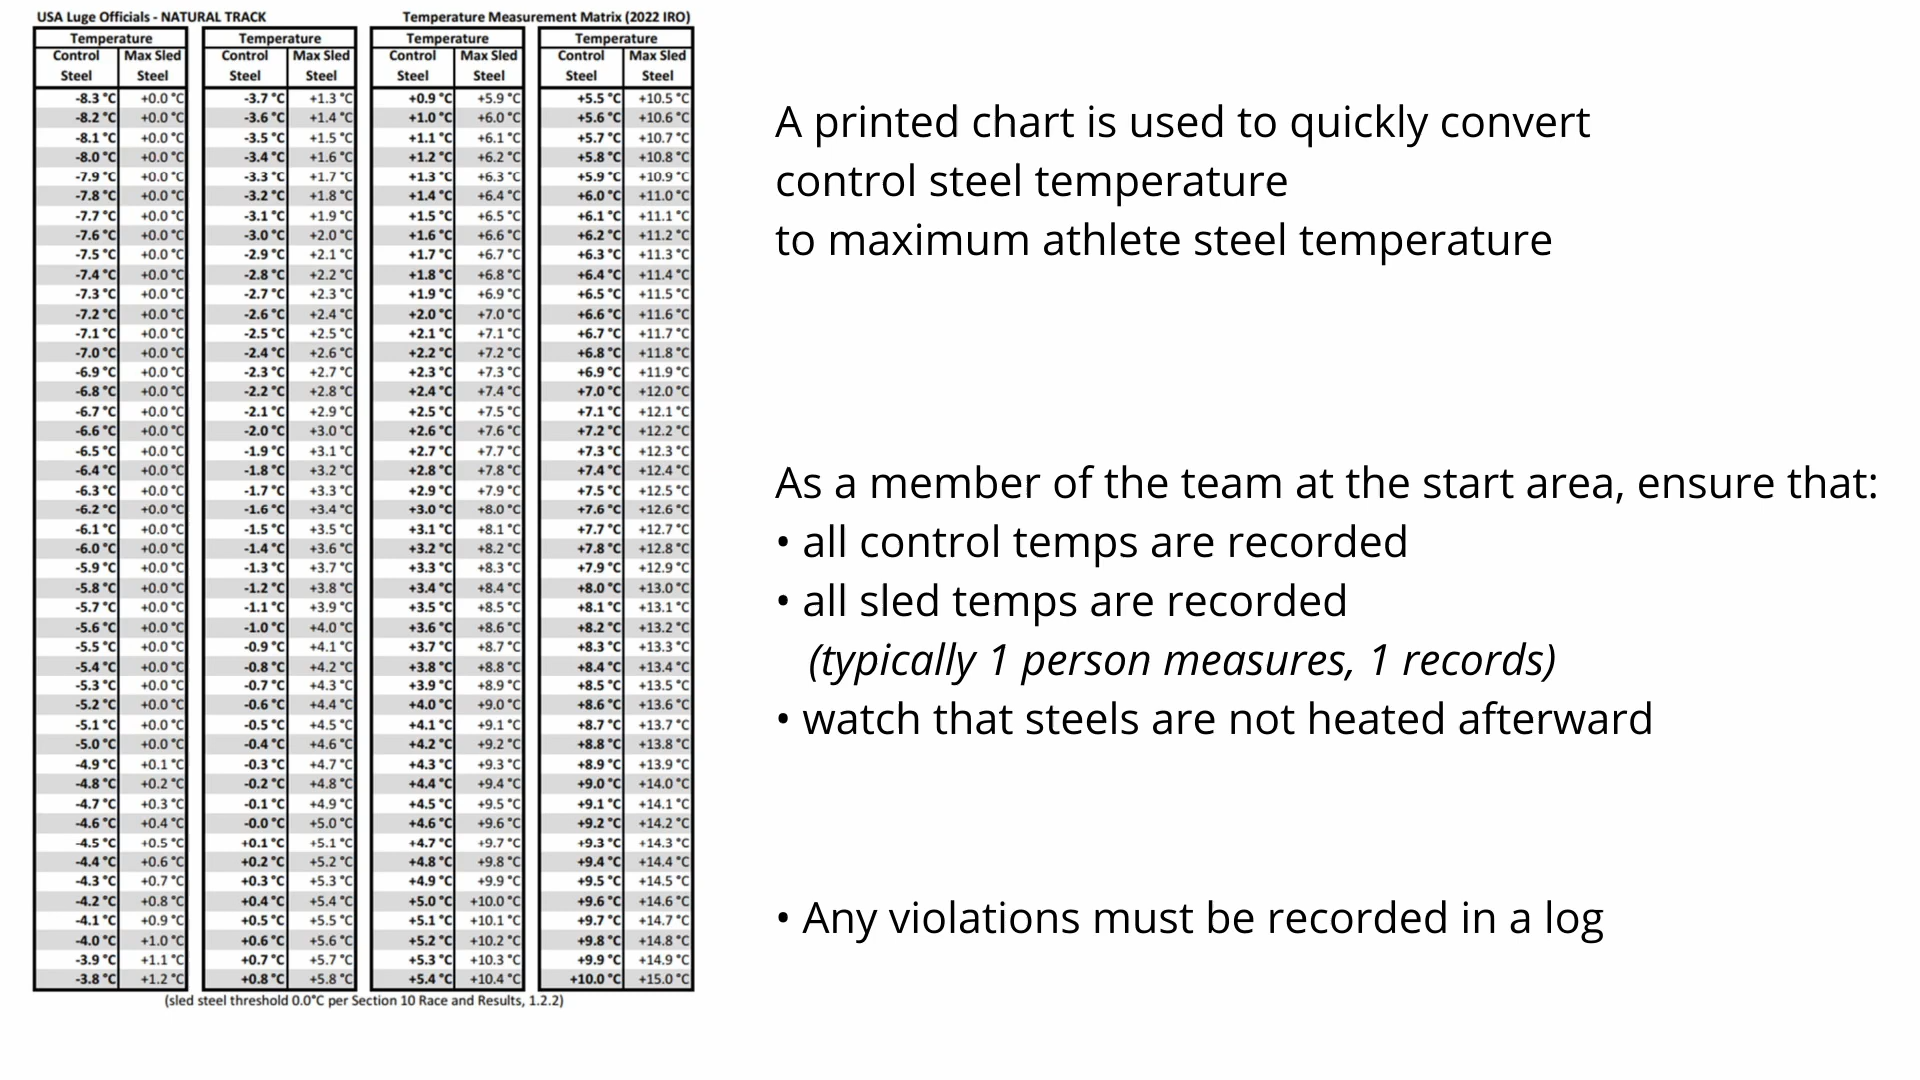 USA Luge Officials - NATURAL TRACK Temperature Measurement Matrix (2022 IRO)
Temperature Temperature Temperature Temperature
Control Max Sled Control Max Sled Control Max Sled Control Max Sled
Steel Steel Steel Steel Steel Steel Steel Steel
-8.3 °C +0.0 °C -3.7 °C +1.3 °C +0.9 °C +5.9 °C +5.5 °C +10.5 °C
-8.2 °C +0.0 °C -3.6 °C +1.4 °C +1.0 °C +6.0 °C +5.6 °C +10.6 °C
-8.1 °C +0.0 °C -3.5 °C +1.5 °C +1.1 °C +6.1 °C +5.7 °C +10.7 °C
-8.0 °C +0.0 °C -3.4 °C +1.6 °C +1.2 °C +6.2 °C +5.8 °C +10.8 °C
-7.9 °C +0.0 °C -3.3 °C +1.7 °C +1.3 °C +6.3 °C +5.9 °C +10.9 °C
-7.8 °C +0.0 °C -3.2 °C +1.8 °C +1.4 °C +6.4 °C +6.0 °C +11.0 °C
-7.7 °C +0.0 °C -3.1 °C +1.9 °C +1.5 °C +6.5 °C +6.1 °C +11.1 °C
-7.6 °C +0.0 °C -3.0 °C +2.0 °C +1.6 °C +6.6 °C +6.2 °C +11.2 °C
-7.5 °C +0.0 °C -2.9 °C +2.1 °C +1.7 °C +6.7 °C +6.3 °C +11.3 °C
-7.4 °C +0.0 °C -2.8 °C +2.2 °C +1.8 °C +6.8 °C +6.4 °C +11.4 °C
-7.3 °C +0.0 °C -2.7 °C +2.3 °C +1.9 °C +6.9 °C +6.5 °C +11.5 °C
-7.2 °C +0.0 °C -2.6 °C +2.4 °C +2.0 °C +7.0 °C +6.6 °C +11.6 °C
-7.1 °C +0.0 °C -2.5 °C +2.5 °C +2.1 °C +7.1 °C +6.7 °C +11.7 °C
-7.0 °C +0.0 °C -2.4 °C +2.6 °C +2.2 °C +7.2 °C +6.8 °C +11.8 °C
-6.9 °C +0.0 °C -2.3 °C +2.7 °C +2.3 °C +7.3 °C +6.9 °C +11.9 °C
-6.8 °C +0.0 °C -2.2 °C +2.8 °C +2.4 °C +7.4 °C +7.0 °C +12.0 °C
-6.7 °C +0.0 °C -2.1 °C +2.9 °C +2.5 °C +7.5 °C +7.1 °C +12.1 °C
-6.6 °C +0.0 °C -2.0 °C +3.0 °C +2.6 °C +7.6 °C +7.2 °C +12.2 °C
-6.5 °C +0.0 °C -1.9 °C +3.1 °C +2.7 °C +7.7 °C +7.3 °C +12.3 °C
-6.4 °C +0.0 °C -1.8 °C +3.2 °C +2.8 °C +7.8 °C +7.4 °C +12.4 °C
-6.3 °C +0.0 °C -1.7 °C +3.3 °C +2.9 °C +7.9 °C +7.5 °C +12.5 °C
-6.2 °C +0.0 °C -1.6 °C +3.4 °C +3.0 °C +8.0 °C +7.6 °C +12.6 °C
-6.1 °C +0.0 °C -1.5 °C +3.5 °C +3.1 °C +8.1 °C +7.7 °C +12.7 °C
-6.0 °C +0.0 °C -1.4 °C +3.6 °C +3.2 °C +8.2 °C +7.8 °C +12.8 °C
-5.9 °C +0.0 °C -1.3 °C +3.7 °C +3.3 °C +8.3 °C +7.9 °C +12.9 °C
-5.8 °C +0.0 °C -1.2 °C +3.8 °C +3.4 °C +8.4 °C +8.0 °C +13.0 °C
-5.7 °C +0.0 °C -1.1 °C +3.9 °C +3.5 °C +8.5 °C +8.1 °C +13.1 °C
-5.6 °C +0.0 °C -1.0 °C +4.0 °C +3.6 °C +8.6 °C +8.2 °C +13.2 °C
-5.5 °C +0.0 °C -0.9 °C +4.1 °C +3.7 °C +8.7 °C +8.3 °C +13.3 °C
-5.4 °C +0.0 °C -0.8 °C +4.2 °C +3.8 °C +8.8 °C +8.4 °C +13.4 °C
-5.3 °C +0.0 °C -0.7 °C +4.3 °C +3.9 °C +8.9 °C +8.5 °C +13.5 °C
-5.2 °C +0.0 °C -0.6 °C +4.4 °C +4.0 °C +9.0 °C +8.6 °C +13.6 °C
-5.1 °C +0.0 °C -0.5 °C +4.5 °C +4.1 °C +9.1 °C +8.7 °C +13.7 °C
-5.0 °C +0.0 °C -0.4 °C +4.6 °C +4.2 °C +9.2 °C +8.8 °C +13.8 °C
-4.9 °C +0.1 °C -0.3 °C +4.7 °C +4.3 °C +9.3 °C +8.9 °C +13.9 °C
-4.8 °C +0.2 °C -0.2 °C +4.8 °C +4.4 °C +9.4 °C +9.0 °C +14.0 °C
-4.7 °C +0.3 °C -0.1 °C +4.9 °C +4.5 °C +9.5 °C +9.1 °C +14.1 °C
-4.6 °C +0.4 °C -0.0 °C +5.0 °C +4.6 °C +9.6 °C +9.2 °C +14.2 °C
-4.5 °C +0.5 °C +0.1 °C +5.1 °C +4.7 °C +9.7 °C +9.3 °C +14.3 °C
-4.4 °C +0.6 °C +0.2 °C +5.2 °C +4.8 °C +9.8 °C +9.4 °C +14.4 °C
-4.3 °C +0.7 °C +0.3 °C +5.3 °C +4.9 °C +9.9 °C +9.5 °C +14.5 °C
-4.2 °C +0.8 °C +0.4 °C +5.4 °C +5.0 °C +10.0 °C +9.6 °C +14.6 °C
-4.1 °C +0.9 °C +0.5 °C +5.5 °C +5.1 °C +10.1 °C +9.7 °C +14.7 °C
-4.0 °C +1.0 °C +0.6 °C +5.6 °C +5.2 °C +10.2 °C +9.8 °C +14.8 °C
-3.9 °C +1.1 °C +0.7 °C +5.7 °C +5.3 °C +10.3 °C +9.9 °C +14.9 °C
-3.8 °C +1.2 °C +0.8 °C +5.8 °C +5.4 °C +10.4 °C +10.0 °C +15.0 °C
(sled steel threshold 0.0°C per Section 10 Race and Results, 1.2.2)
A printed chart is used to quickly convert
control steel temperature
to maximum athlete steel temperature
As a member of the team at the start area, ensure that:
• all control temps are recorded
• all sled temps are recorded
(typically 1 person measures, 1 records)
• watch that steels are not heated afterward
• Any violations must be recorded in a log